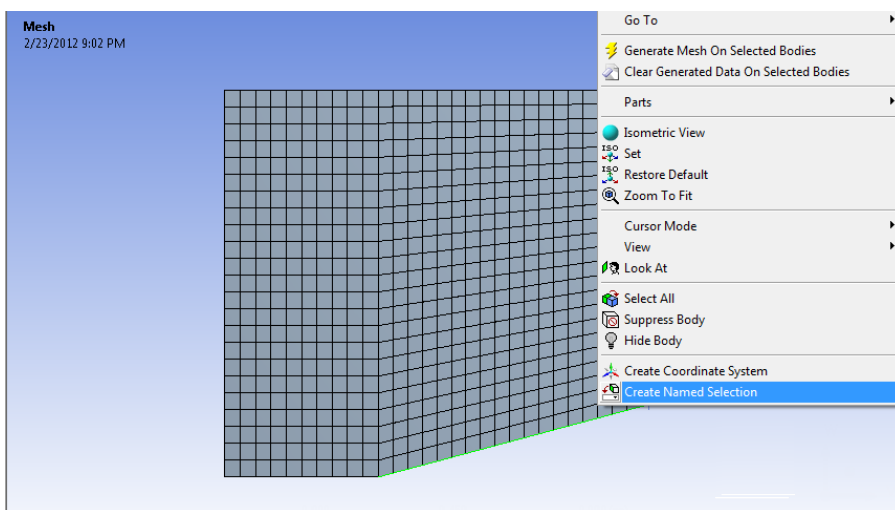 Mesh
2/23/2012 9:02 PM
Go To
Generate Mesh On Selected Bodies
Clear Generated Data On Selected Bodies
Parts
Isometric View
ISO
Set
ISO
Restore Default
Zoom To Fit
Cursor Mode
View
Look At
Select All
Suppress Body
Hide Body
Create Coordinate System
Create Named Selection